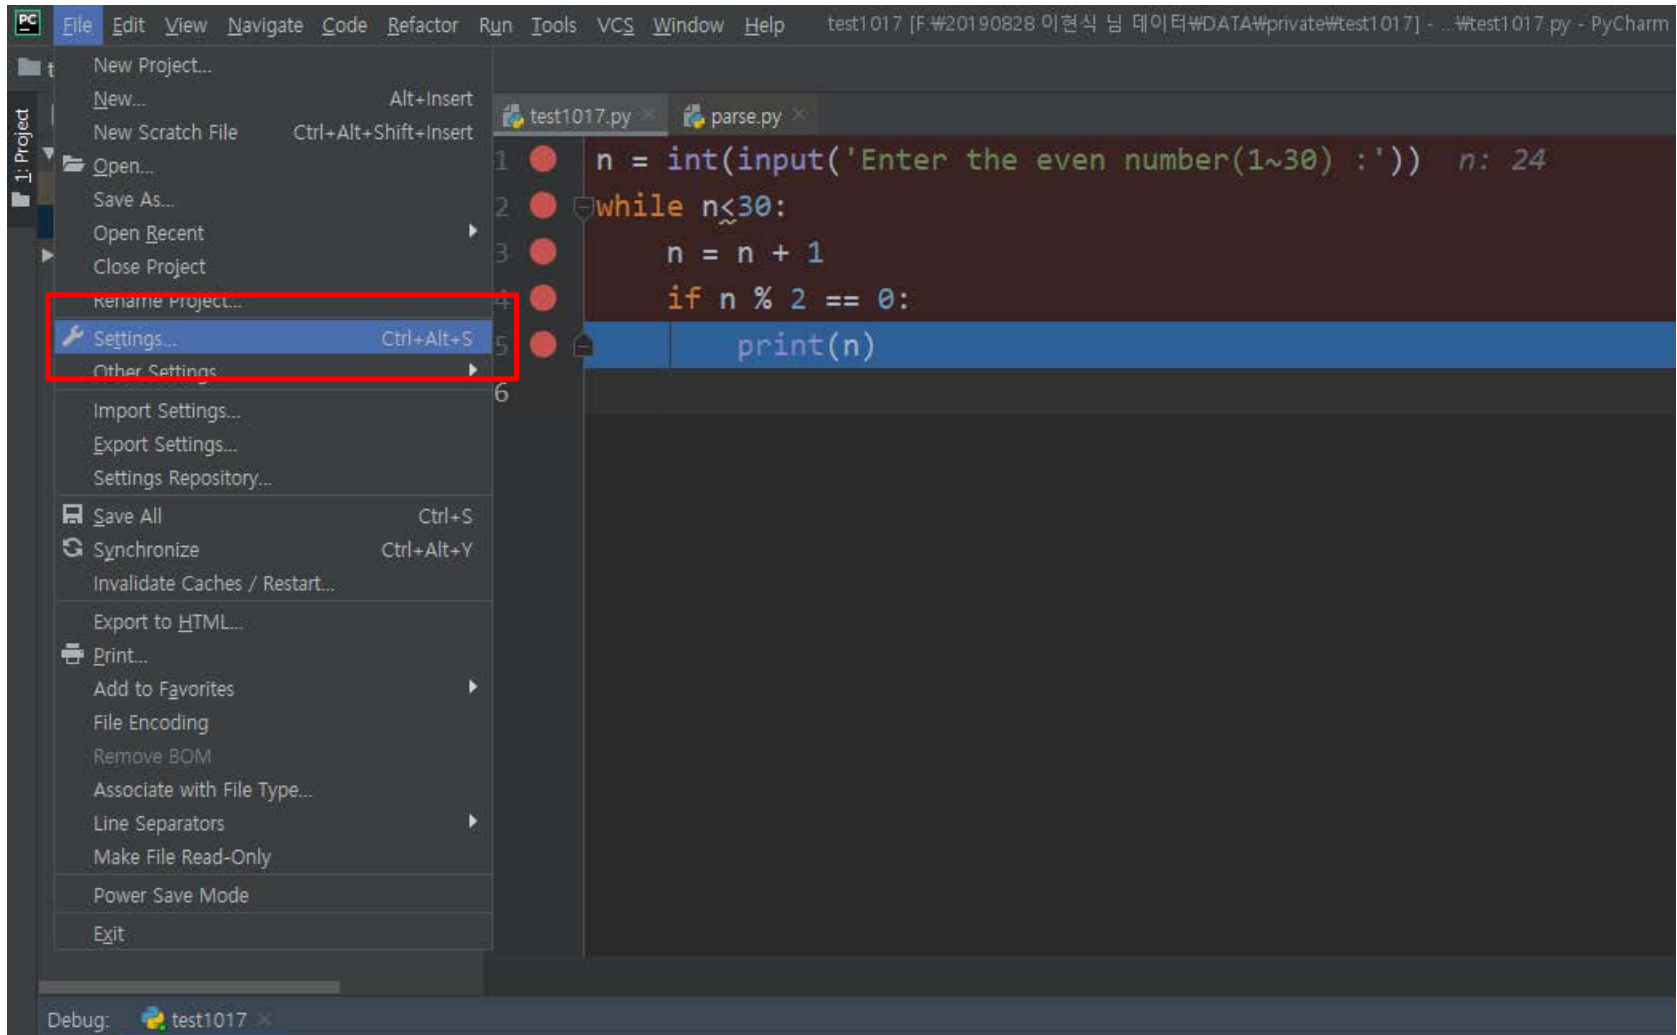 PC File Edit View Navigate Code Refactor Run Tools VCS Window Help test1017 [F:₩20190828 이현식 님 데이터₩DATA₩private₩test1017] - ...₩test1017.py - PyCharm
t
1: Project
New Project...
New... Alt+Insert
New Scratch File Ctrl+Alt+Shift+Insert
Open...
Save As...
Open Recent
Close Project
Rename Project...
Settings... Ctrl+Alt+S
Other Settings
Import Settings...
Export Settings...
Settings Repository...
Save All Ctrl+S
Synchronize Ctrl+Alt+Y
Invalidate Caches / Restart...
Export to HTML...
Print...
Add to Favorites
File Encoding
Remove BOM
Associate with File Type...
Line Separators
Make File Read-Only
Power Save Mode
Exit
test1017.py parse.py
1 n = int(input('Enter the even number(1~30) :')) n: 24
2 while n<30:
3 n = n + 1
4 if n % 2 == 0:
5 print(n)
6
Debug: test1017